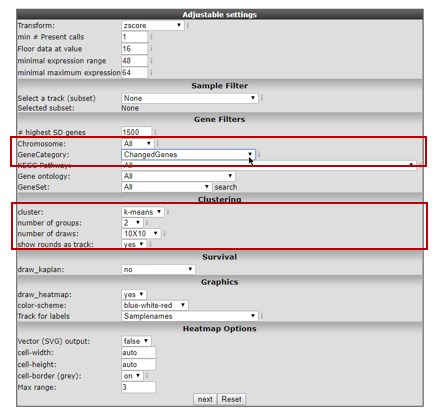 Adjustable settings
Transform: zscore i
min # Present calls 1
Floor data at value 16
minimal expression range 48
minimal maximum expression 64
Sample Filter
Select a track (subset) None i
Selected subset: None
Gene Filters
# highest SD genes 1500 i
Chromosome: All i
GeneCategory: ChangedGenes i
KEGG Pathway: All i
Gene ontology: All i
GeneSet: All search
Clustering
cluster: k-means i
number of groups: 2 i
number of draws: 10X10 i
show rounds as track: yes i
Survival
draw_kaplan: no
Graphics
draw_heatmap: yes i
color-scheme: blue-white-red i
Track for labels Samplenames i
Heatmap Options
Vector (SVG) output: false i
cell-width: auto
cell-height: auto
cell-border (grey): on i
Max range: 3
next Reset